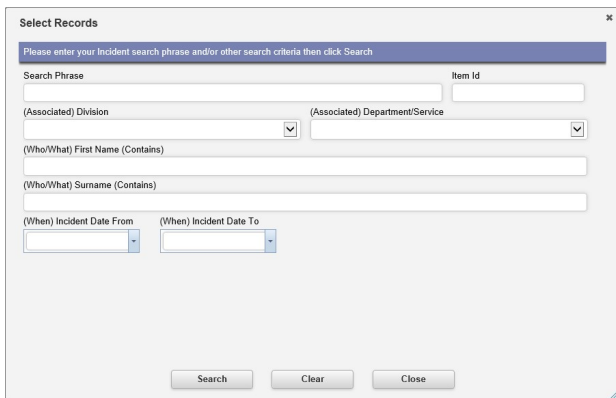 Select Records
Please enter your Incident search phrase and/or other search criteria then click Search
Search Phrase Item Id
(Associated) Division (Associated) Department/Service
(Who/What) First Name (Contains)
(Who/What) Surname (Contains)
(When) Incident Date From (When) Incident Date To
Search Clear Close